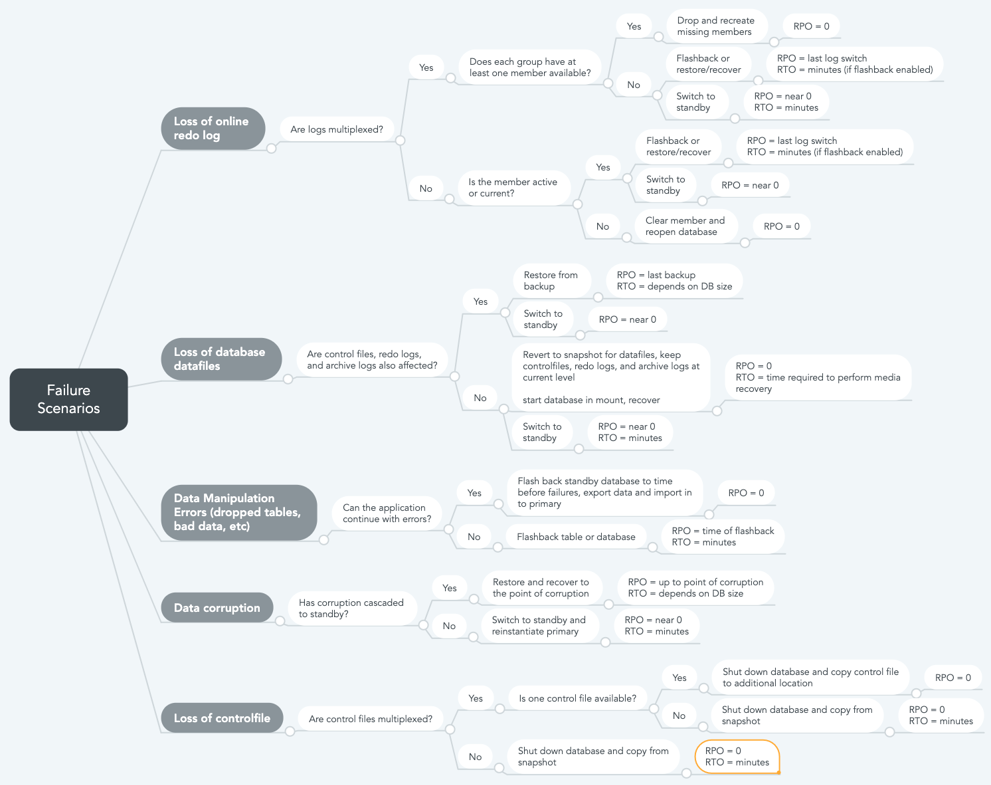 Failure
Scenarios
Loss of online
redo log
Are logs multiplexed?
Yes
Does each group have at
least one member available?
Yes
Drop and recreate
missing members
RPO = 0
No
Flashback or
restore/recover
RPO = last log switch
RTO = minutes (if flashback enabled)
Switch to
standby
RPO = near 0
RTO = minutes
No
Is the member active
or current?
Yes
Flashback or
restore/recover
RPO = last log switch
RTO = minutes (if flashback enabled)
Switch to
standby
RPO = near 0
No
Clear member and
reopen database
RPO = 0
Loss of database
datafiles
Are control files, redo logs,
and archive logs also affected?
Yes
Restore from
backup
RPO = last backup
RTO = depends on DB size
Switch to
standby
RPO = near 0
No
Revert to snapshot for datafiles, keep
controlfiles, redo logs, and archive logs at
current level
start database in mount, recover
RPO = 0
RTO = time required to perform media
recovery
Switch to
standby
RPO = near 0
RTO = minutes
Data Manipulation
Errors (dropped tables,
bad data, etc)
Can the application
continue with errors?
Yes
Flash back standby database to time
before failures, export data and import in
to primary
RPO = 0
No
Flashback table or database
RPO = time of flashback
RTO = minutes
Data corruption
Has corruption cascaded
to standby?
Yes
Restore and recover to
the point of corruption
RPO = up to point of corruption
RTO = depends on DB size
No
Switch to standby and
reinstantiate primary
RPO = near 0
RTO = minutes
Loss of controlfile
Are control files multiplexed?
Yes
Is one control file available?
Yes
Shut down database and copy control file
to additional location
RPO = 0
No
Shut down database and copy from
snapshot
RPO = 0
RTO = minutes
No
Shut down database and copy from
snapshot
RPO = 0
RTO = minutes